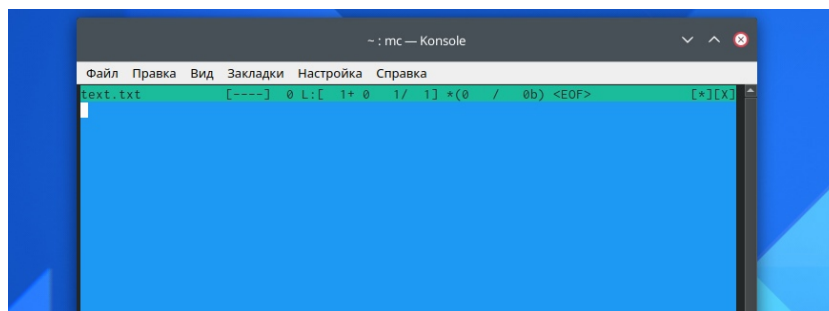 ~ : mc — Konsole
Файл Правка Вид Закладки Настройка Справка
text.txt [----] 0 L:[ 1+ 0 1/ 1] *(0 / 0b) <EOF> [*][X]